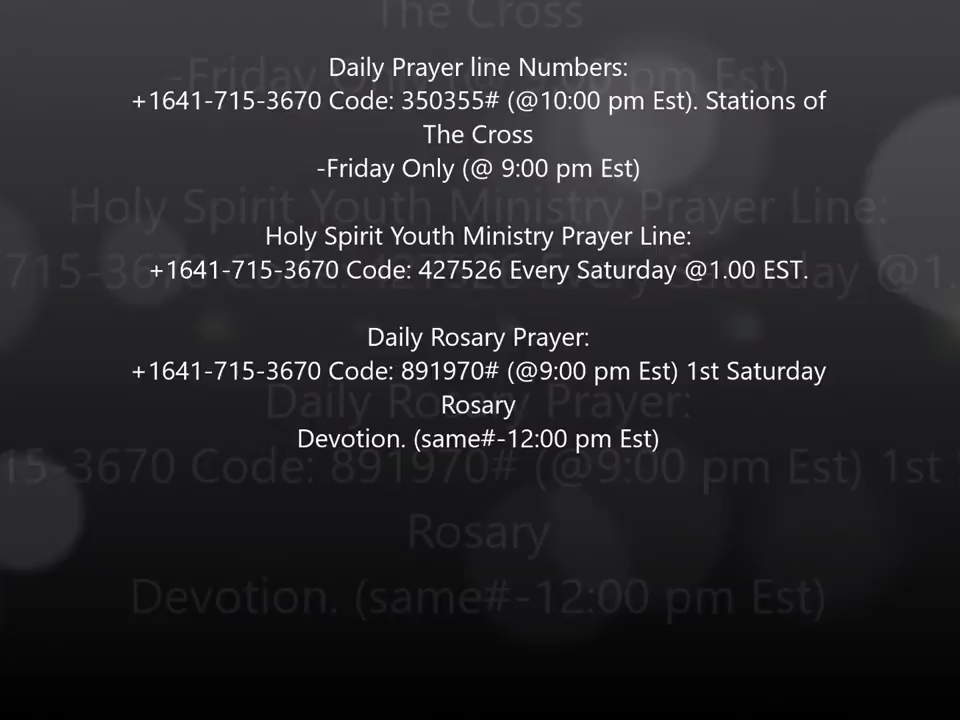 Daily Prayer line Numbers:
+1641-715-3670 Code: 350355# (@10:00 pm Est). Stations of
The Cross
-Friday Only (@ 9:00 pm Est)
Holy Spirit Youth Ministry Prayer Line:
+1641-715-3670 Code: 427526 Every Saturday @1.00 EST.
Daily Rosary Prayer:
+1641-715-3670 Code: 891970# (@9:00 pm Est) 1st Saturday
Rosary
Devotion. (same#-12:00 pm Est)